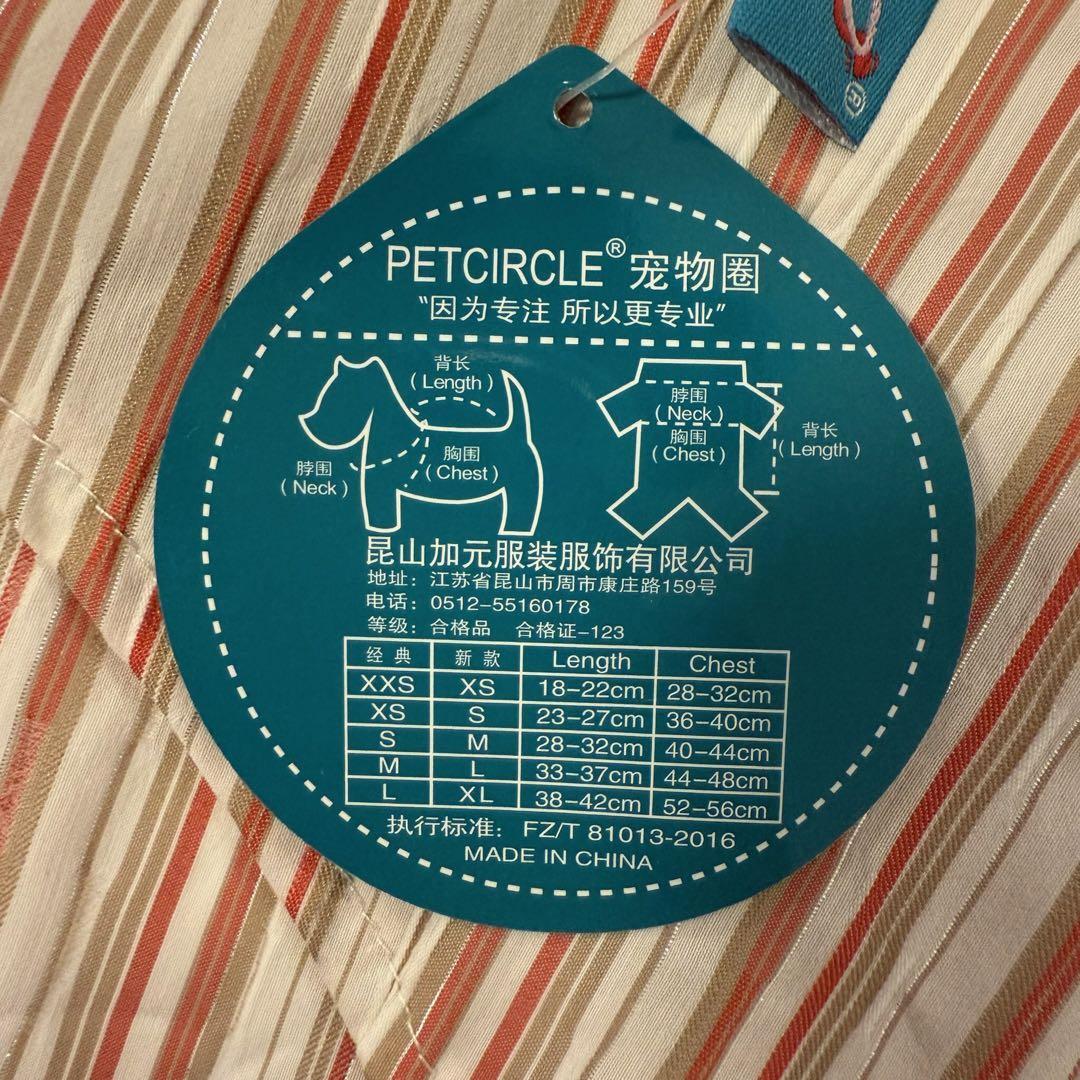 ®
PETCIRCLE® 宠物圈
“因为专注 所以更专业”
背长
(Length)
胸围
(Chest)
脖围
(Neck)
脖围
(Neck)
胸围
(Chest)
背长
(Length)
昆山加元服装服饰有限公司
地址：江苏省昆山市周市康庄路159号
电话：0512-55160178
等级：合格品 合格证-123
经典 新款 Length Chest
XXS XS 18-22cm 28-32cm
XS S 23-27cm 36-40cm
S M 28-32cm 40-44cm
M L 33-37cm 44-48cm
L XL 38-42cm 52-56cm
执行标准：FZ/T 81013-2016
MADE IN CHINA